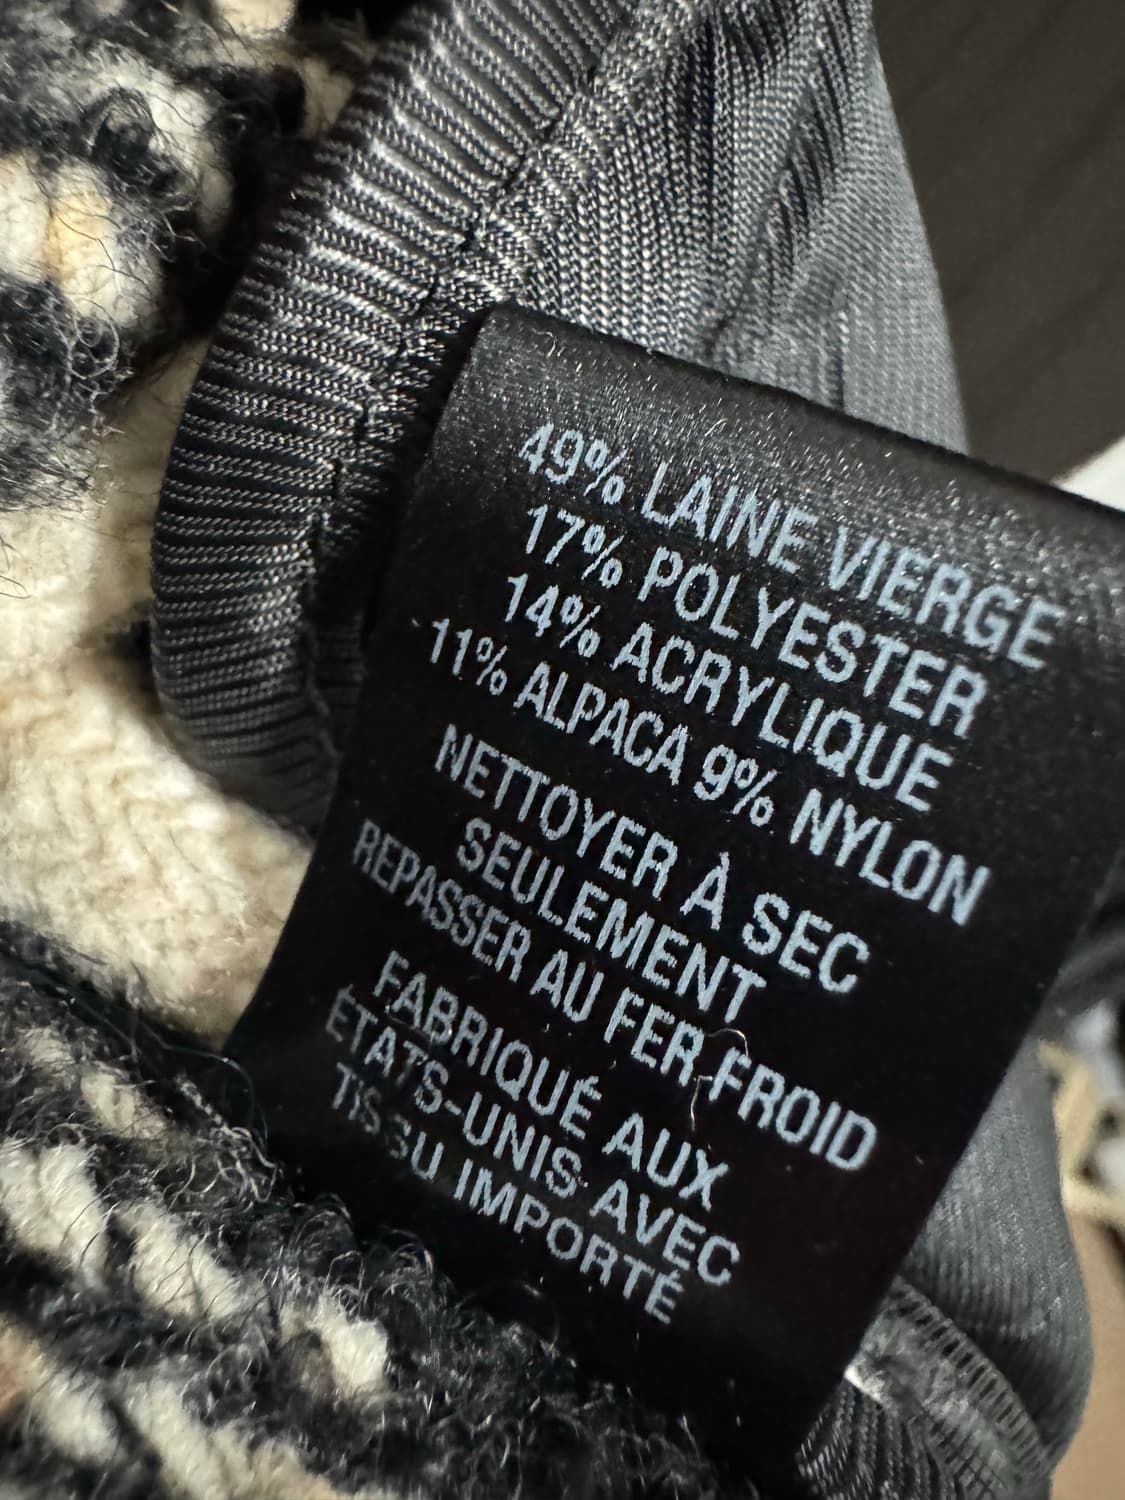 49% LAINE VIERGE
17% POLYESTER
14% ACRYLIQUE
11% ALPACA 9% NYLON
NETTOYER À SEC
SEULEMENT
REPASSER AU FER FROID
FABRIQUÉ AUX
ÉTATS-UNIS AVEC
TISSU IMPORTÉ